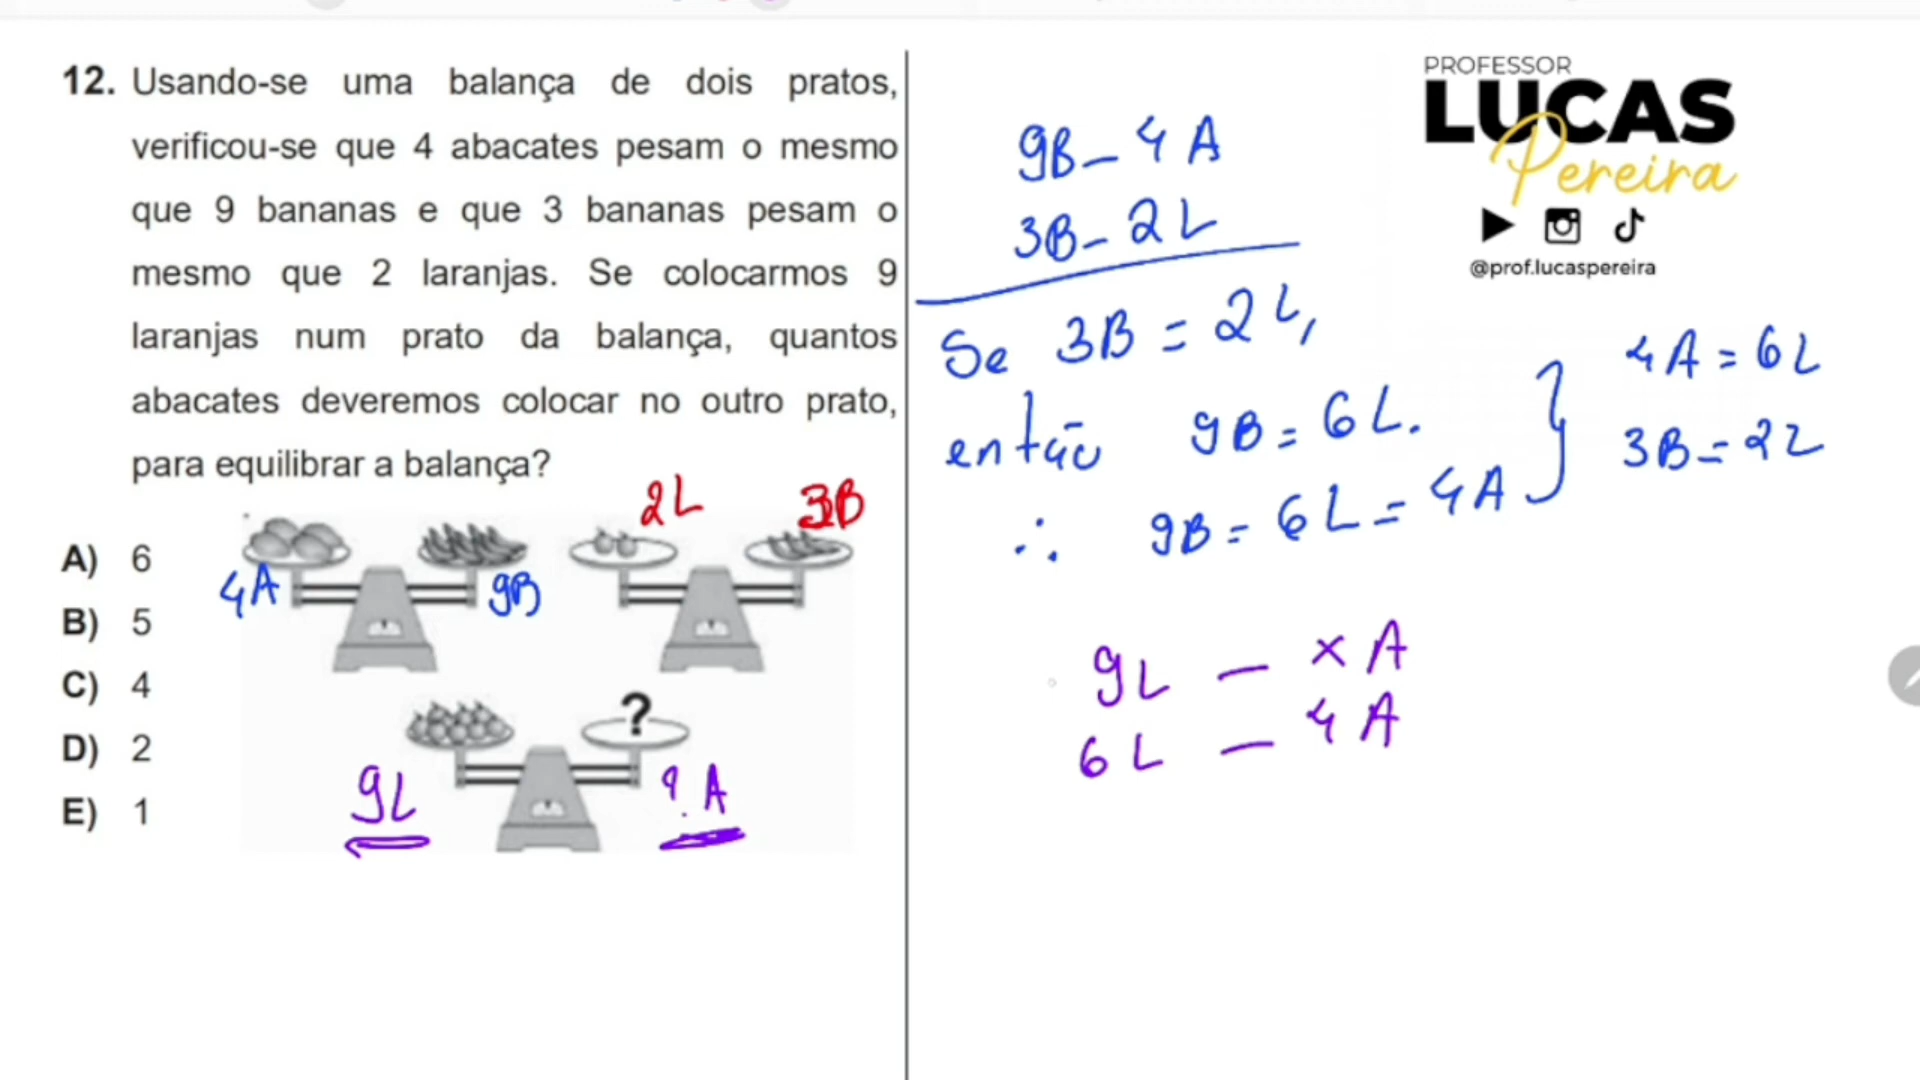 12. Usando-se uma balança de dois pratos,
verificou-se que 4 abacates pesam o mesmo
que 9 bananas e que 3 bananas pesam o
mesmo que 2 laranjas. Se colocarmos 9
laranjas num prato da balança, quantos
abacates deveremos colocar no outro prato,
para equilibrar a balança?
A) 6
B) 5
C) 4
D) 2
E) 1
4A
9B
2L
3B
?
9L
? A
9B - 4A
3B - 2L
Se 3B = 2L,
então 9B = 6L.
∴ 9B = 6L = 4A
4A = 6L
3B = 2L
9L — x A
6L — 4 A
PROFESSOR
LUCAS
Pereira
@prof.lucaspereira